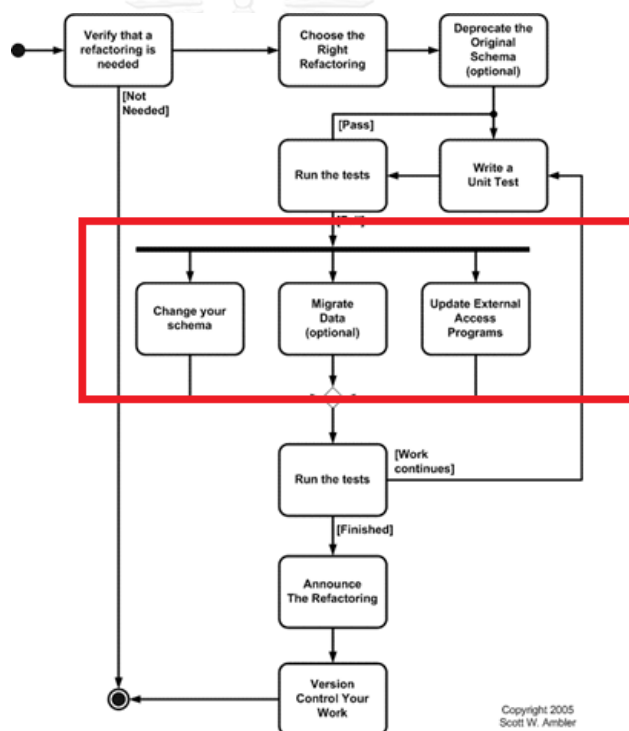 Verify that a
refactoring is
needed
Choose the
Right
Refactoring
Deprecate the
Original
Schema
(optional)
[Not
Needed]
[Pass]
Run the tests
Write a
Unit Test
Change your
schema
Migrate
Data
(optional)
Update External
Access
Programs
Run the tests
[Work
continues]
[Finished]
Announce
The Refactoring
Version
Control Your
Work
Copyright 2005
Scott W. Ambler